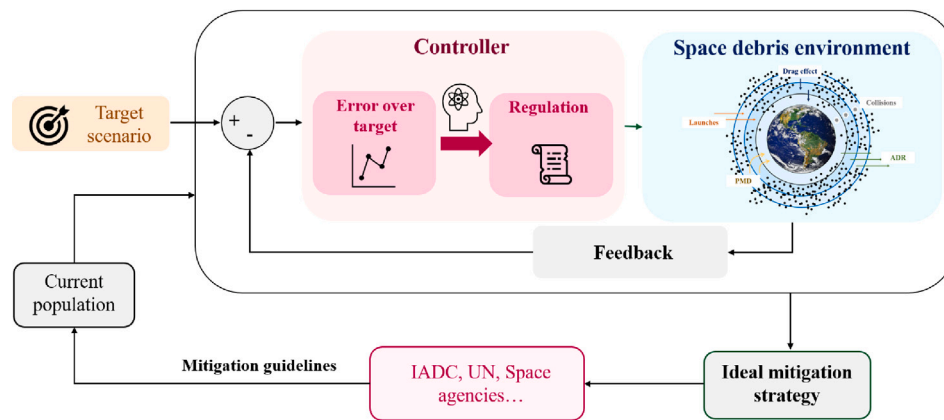 Controller
Space debris environment
Target
scenario
+
-
Error over
target
Regulation
Drag effect
Collisions
Launches
ADR
PMD
Feedback
Current
population
Mitigation guidelines
IADC, UN, Space
agencies…
Ideal mitigation
strategy